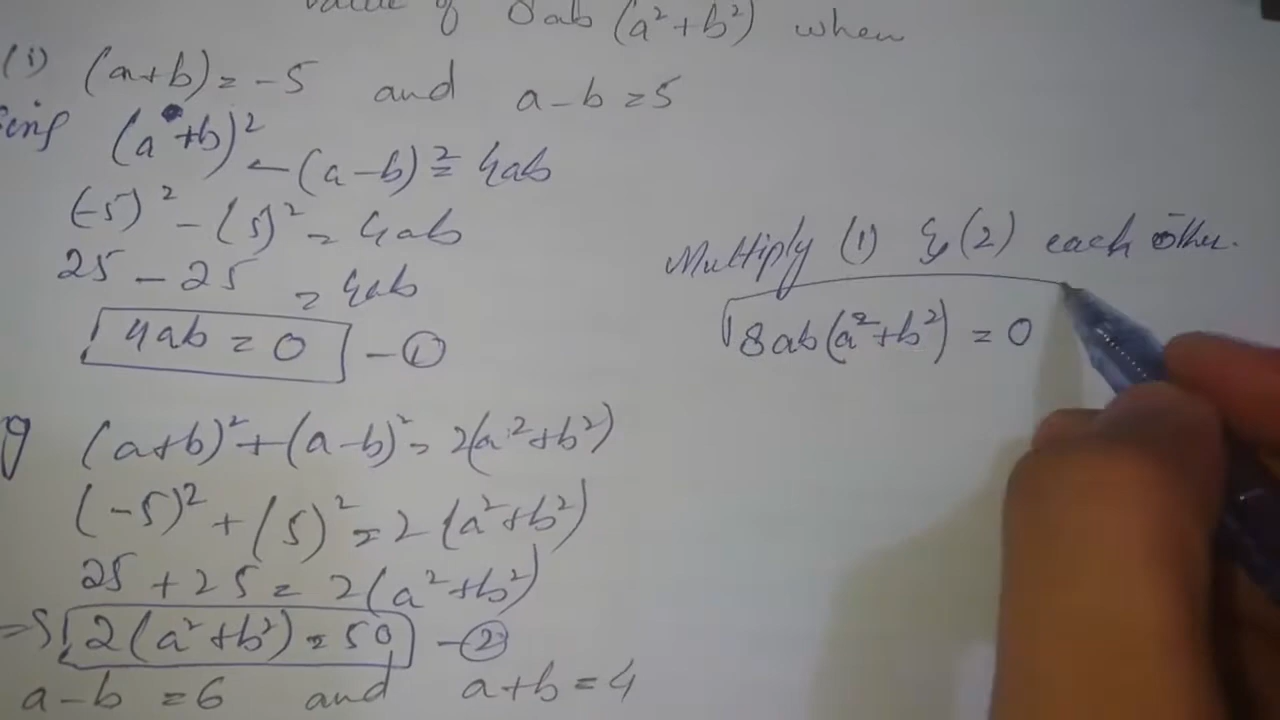 value of 8ab (a²+b²) when
(i) (a+b) = -5 and a-b = 5
(a+b)² - (a-b)² = 4ab
(-5)² - (5)² = 4ab
25 - 25 = 4ab
4ab = 0 - ①
(a+b)² + (a-b)² = 2(a²+b²)
(-5)² + (5)² = 2(a²+b²)
25 + 25 = 2(a²+b²)
2(a²+b²) = 50 - ②
a-b = 6 and a+b = 4
Multiply (1) & (2) each other.
8ab(a²+b²) = 0